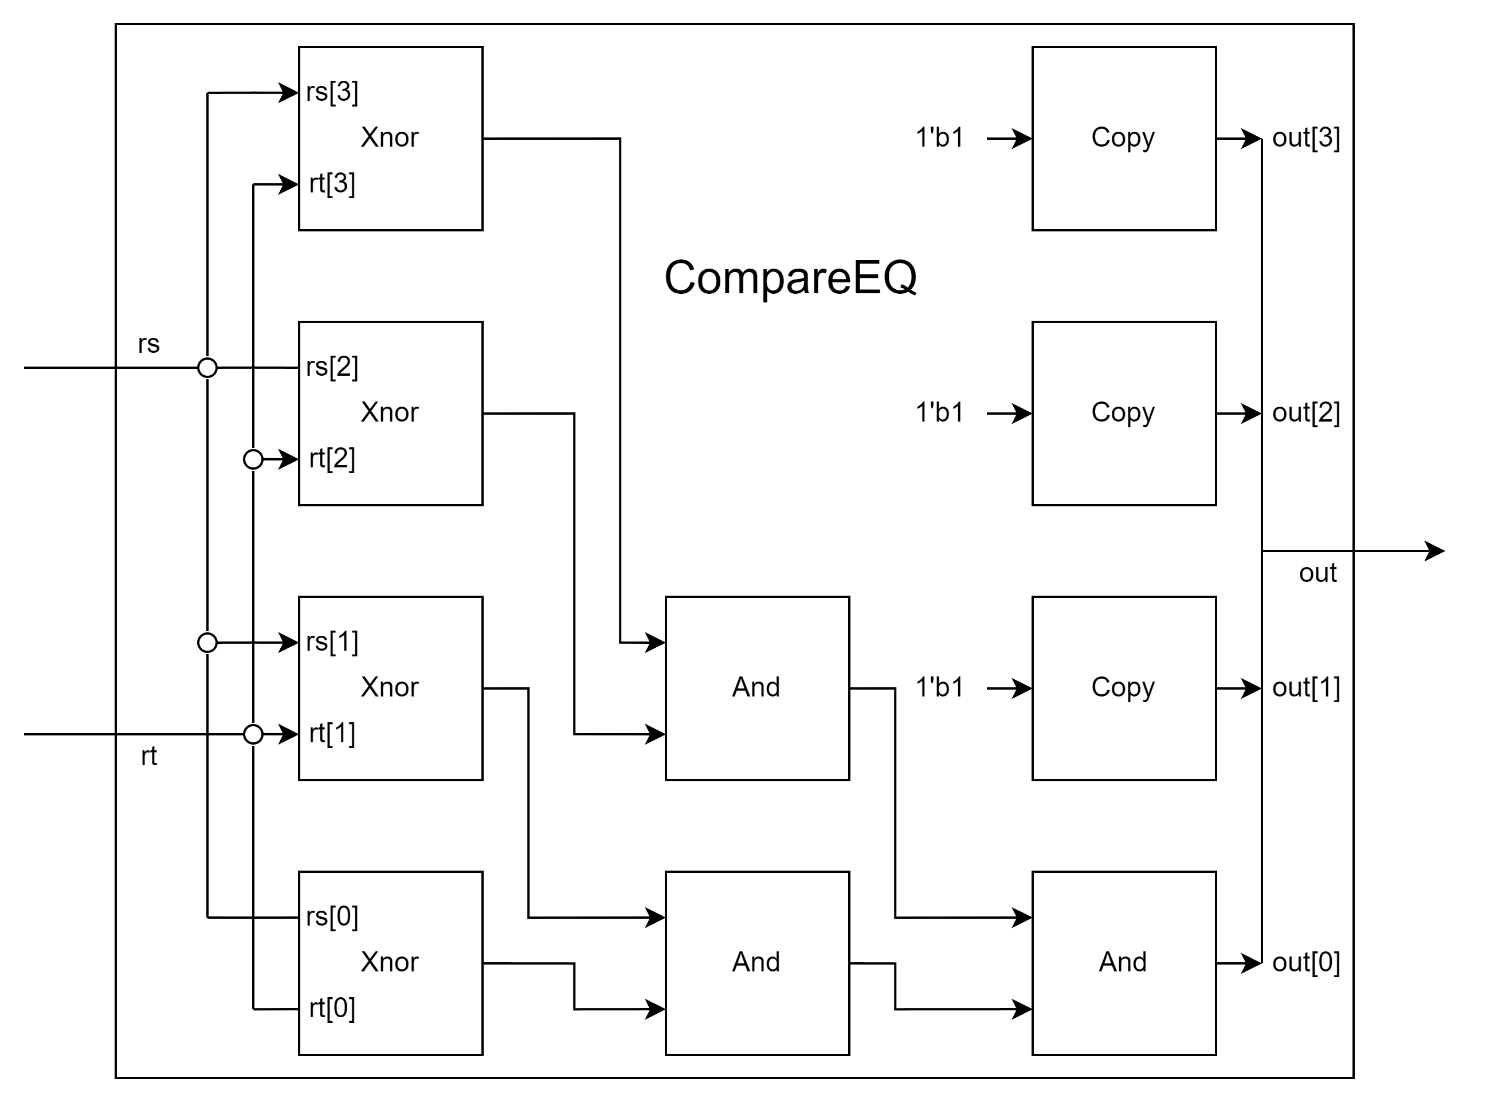 rs[3]
Xnor
rt[3]
1'b1
Copy
out[3]
CompareEQ
rs
rs[2]
Xnor
rt[2]
1'b1
Copy
out[2]
out
rs[1]
Xnor
rt[1]
And
1'b1
Copy
out[1]
rt
rs[0]
Xnor
rt[0]
And
And
out[0]